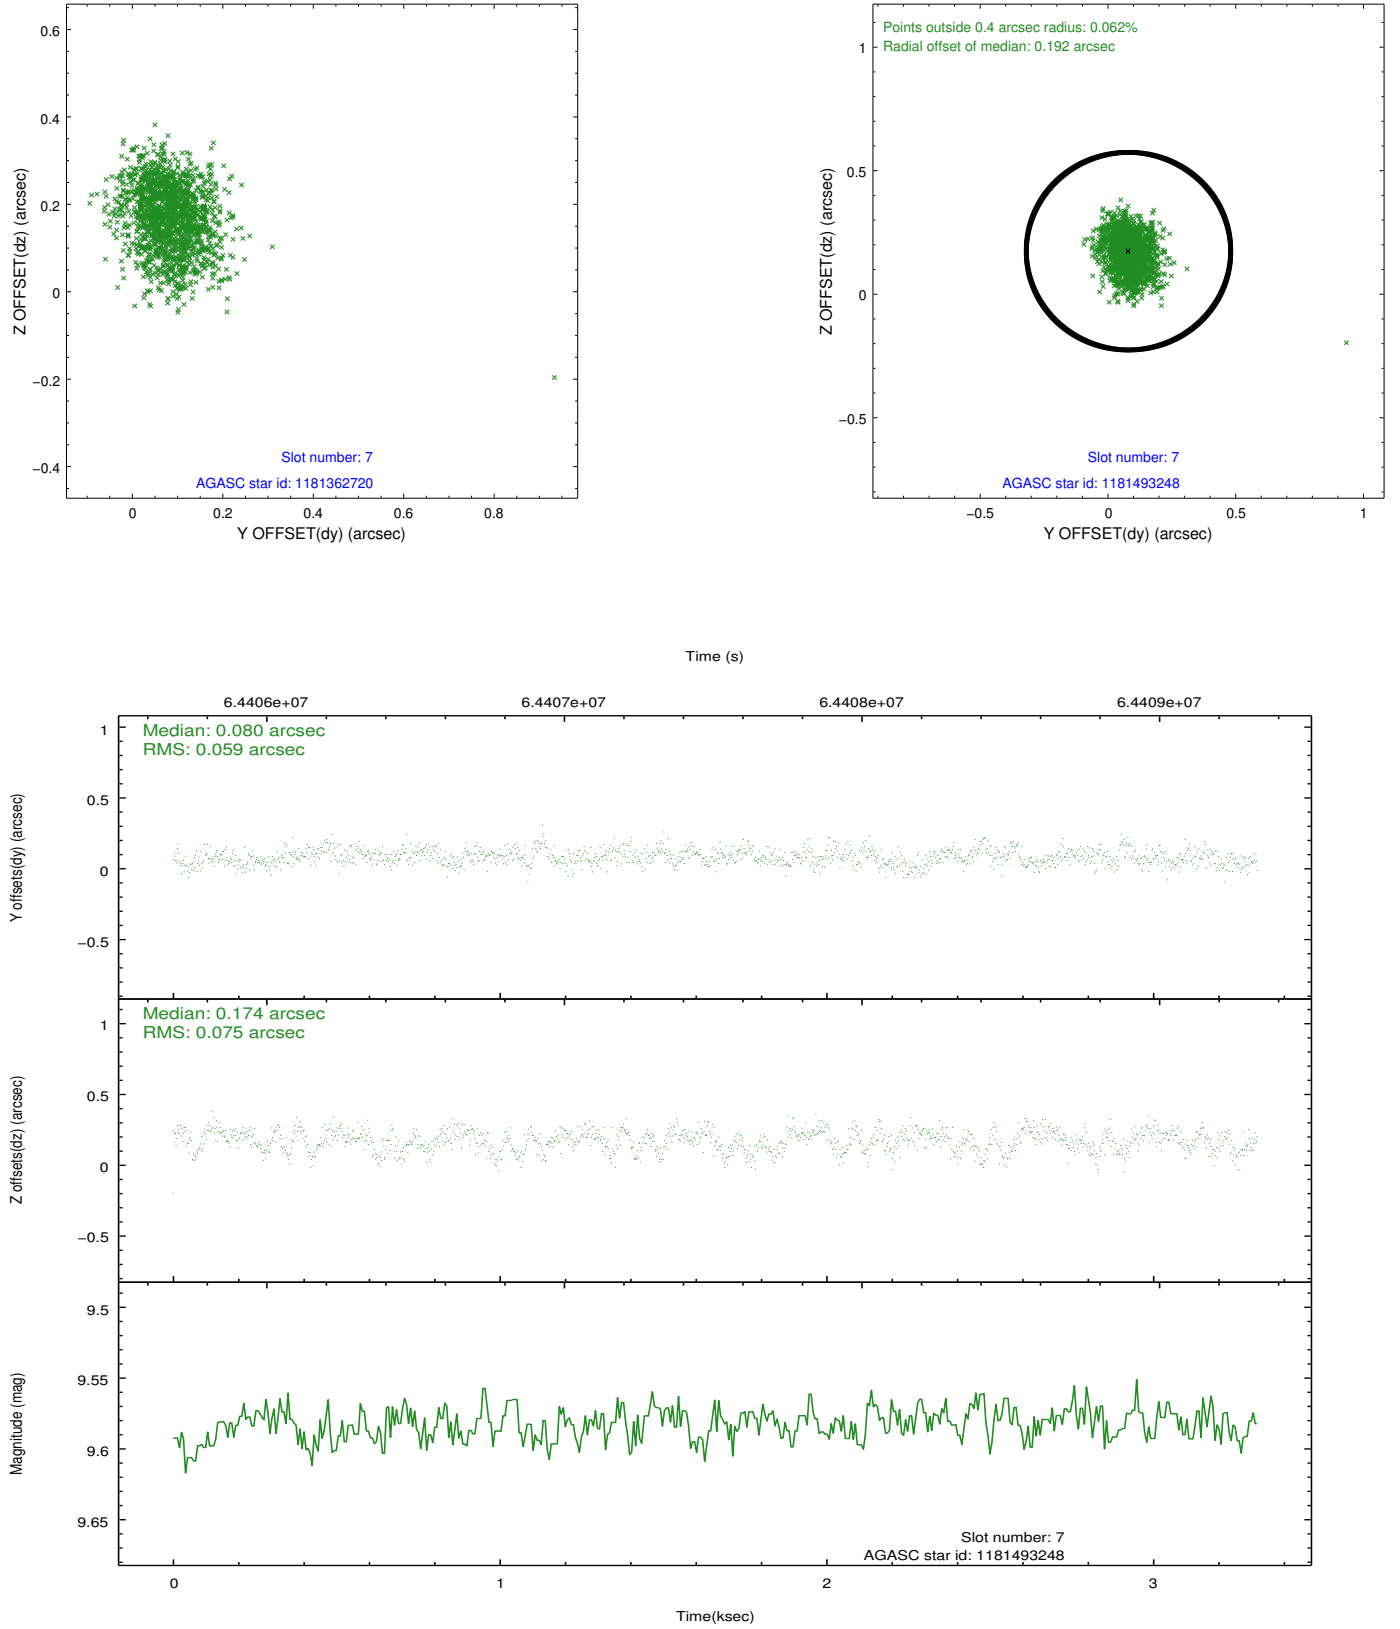 0.6
0.4
0.2
0
−0.2
−0.4
Z OFFSET(dz) (arcsec)
Slot number: 7
AGASC star id: 1181362720
0 0.2 0.4 0.6 0.8
Y OFFSET(dy) (arcsec)
Points outside 0.4 arcsec radius: 0.062%
Radial offset of median: 0.192 arcsec
1
0.5
0
−0.5
Z OFFSET(dz) (arcsec)
Slot number: 7
AGASC star id: 1181493248
−0.5 0 0.5 1
Y OFFSET(dy) (arcsec)
Time (s)
6.4406e+07 6.4407e+07 6.4408e+07 6.4409e+07
Median: 0.080 arcsec
RMS: 0.059 arcsec
1
0.5
0
−0.5
Y offsets(dy) (arcsec)
Median: 0.174 arcsec
RMS: 0.075 arcsec
1
0.5
0
−0.5
Z offsets(dz) (arcsec)
9.5
9.55
9.6
9.65
Magnitude (mag)
Slot number: 7
AGASC star id: 1181493248
0 1 2 3
Time(ksec)